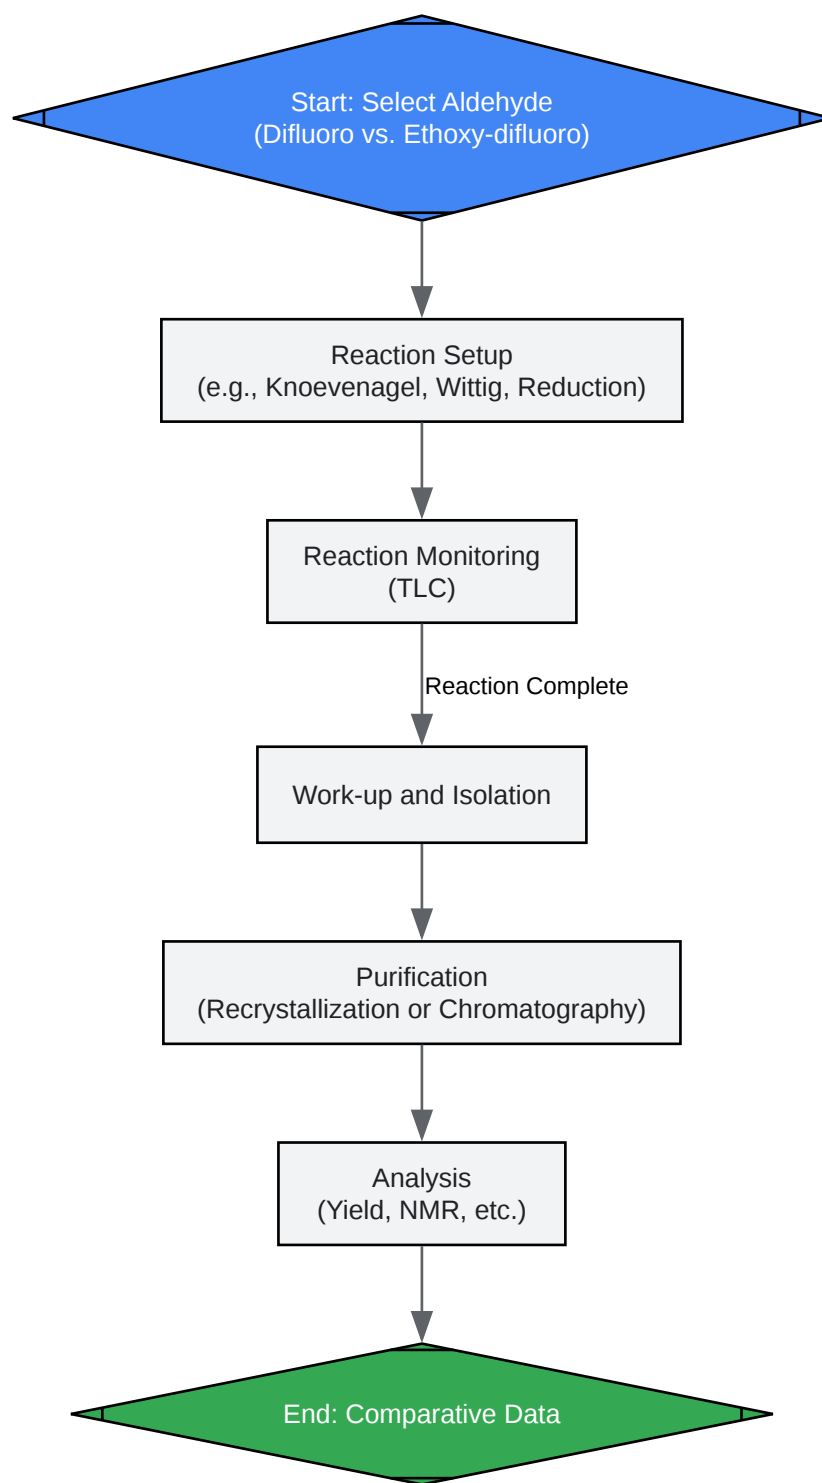 Start: Select Aldehyde
(Difluoro vs. Ethoxy-difluoro)
Reaction Setup
(e.g., Knoevenagel, Wittig, Reduction)
Reaction Monitoring
(TLC)
Reaction Complete
Work-up and Isolation
Purification
(Recrystallization or Chromatography)
Analysis
(Yield, NMR, etc.)
End: Comparative Data